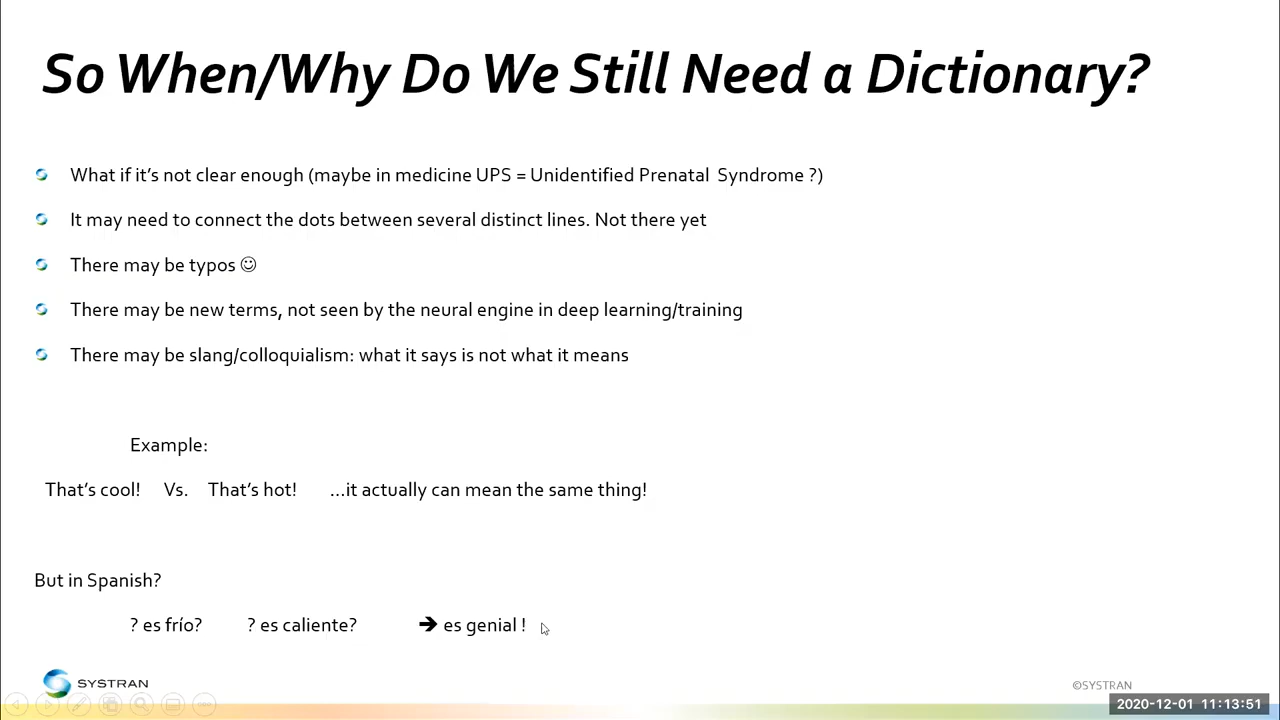 So When/Why Do We Still Need a Dictionary?
What if it's not clear enough (maybe in medicine UPS = Unidentified Prenatal Syndrome ?)
It may need to connect the dots between several distinct lines. Not there yet
There may be typos ☺
There may be new terms, not seen by the neural engine in deep learning/training
There may be slang/colloquialism: what it says is not what it means
Example:
That's cool! Vs. That's hot! ...it actually can mean the same thing!
But in Spanish?
? es frío? ? es caliente? ➔ es genial !
SYSTRAN
©SYSTRAN
2020-12-01 11:13:51